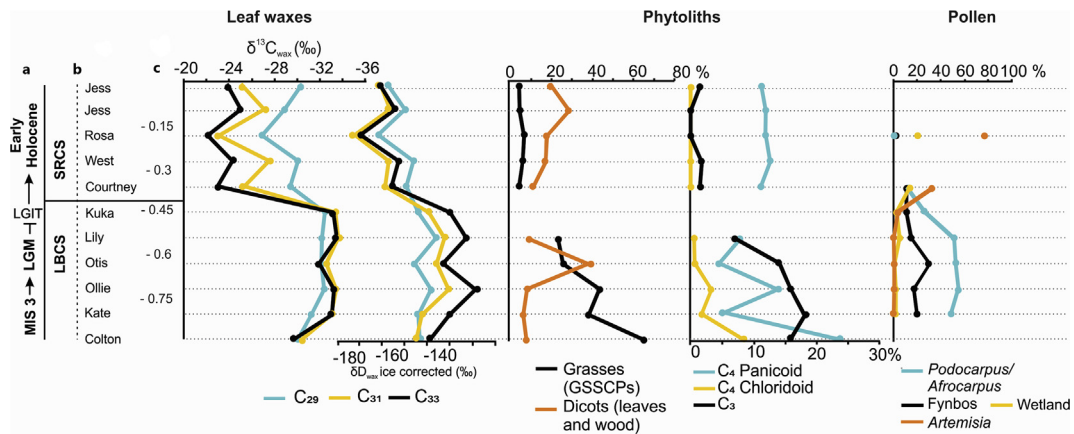 Leaf waxes Phytoliths Pollen
δ¹³C wax (‰)
a b c -20 -24 -28 -32 -36 0 20 40 60 80 % 0 20 40 60 80 100 %
Jess
Jess
- 0.15
Rosa
West
- 0.3
Courtney
- 0.45
Kuka
Lily
- 0.6
Otis
Ollie
- 0.75
Kate
Colton
Early
Holocene
LGIT
MIS 3 LGM
SRCS
LBCS
-180 -160 -140 0 10 20 30%
δD wax ice corrected (‰)
C₂₉ C₃₁ C₃₃
Grasses
(GSSCPs)
Dicots (leaves
and wood)
C₄ Panicoid
C₄ Chloridoid
C₃
Podocarpus/
Afrocarpus
Fynbos Wetland
Artemisia